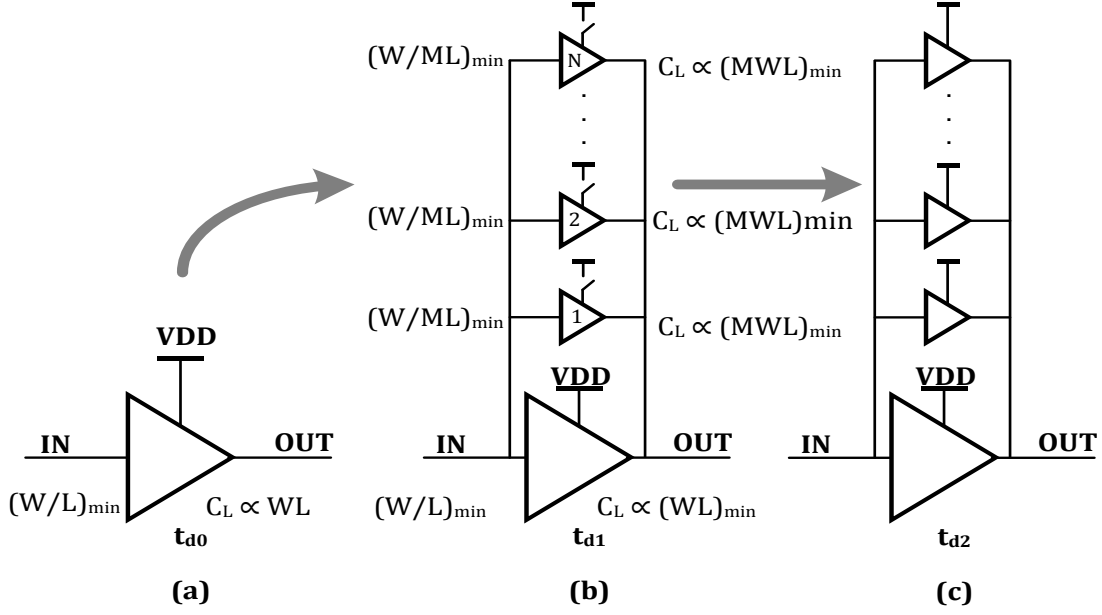 (W/ML)min
N
CL ∝ (MWL)min
(W/ML)min
2
CL ∝ (MWL)min
(W/ML)min
1
CL ∝ (MWL)min
VDD
IN
OUT
(W/L)min
CL ∝ WL
td0
(a)
VDD
IN
OUT
(W/L)min
CL ∝ (WL)min
td1
(b)
VDD
IN
OUT
td2
(c)